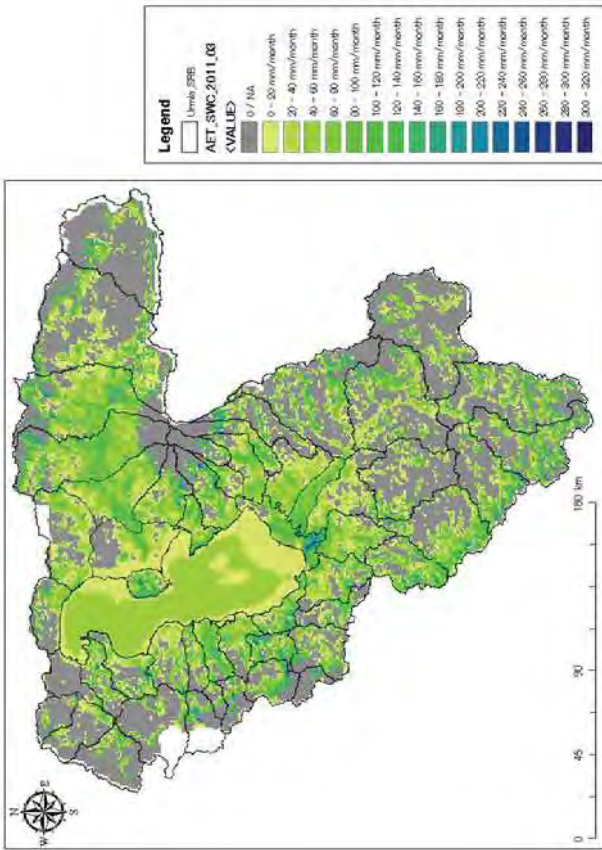 N
W
E
S
Legend
Urmia_SRB
AET_SWC_2011_03
<VALUE>
0 / NA
0 - 20 mm/month
20 - 40 mm/month
40 - 60 mm/month
60 - 80 mm/month
80 - 100 mm/month
100 - 120 mm/month
120 - 140 mm/month
140 - 160 mm/month
160 - 180 mm/month
180 - 200 mm/month
200 - 220 mm/month
220 - 240 mm/month
240 - 260 mm/month
260 - 280 mm/month
280 - 300 mm/month
300 - 320 mm/month
0 45 90 180 km